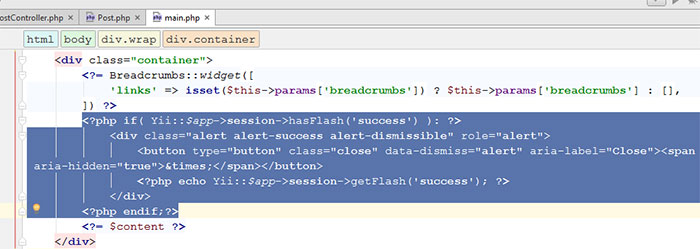 ostController.php × Post.php × main.php ×
html body div.wrap div.container
<div class="container">
<?= Breadcrumbs::widget([
'links' => isset($this->params['breadcrumbs']) ? $this->params['breadcrumbs'] : [],
]) ?>
<?php if( Yii::$app->session->hasFlash('success') ): ?>
<div class="alert alert-success alert-dismissible" role="alert">
<button type="button" class="close" data-dismiss="alert" aria-label="Close"><span
aria-hidden="true">&times;</span></button>
<?php echo Yii::$app->session->getFlash('success'); ?>
</div>
<?php endif;?>
<?= $content ?>
</div>